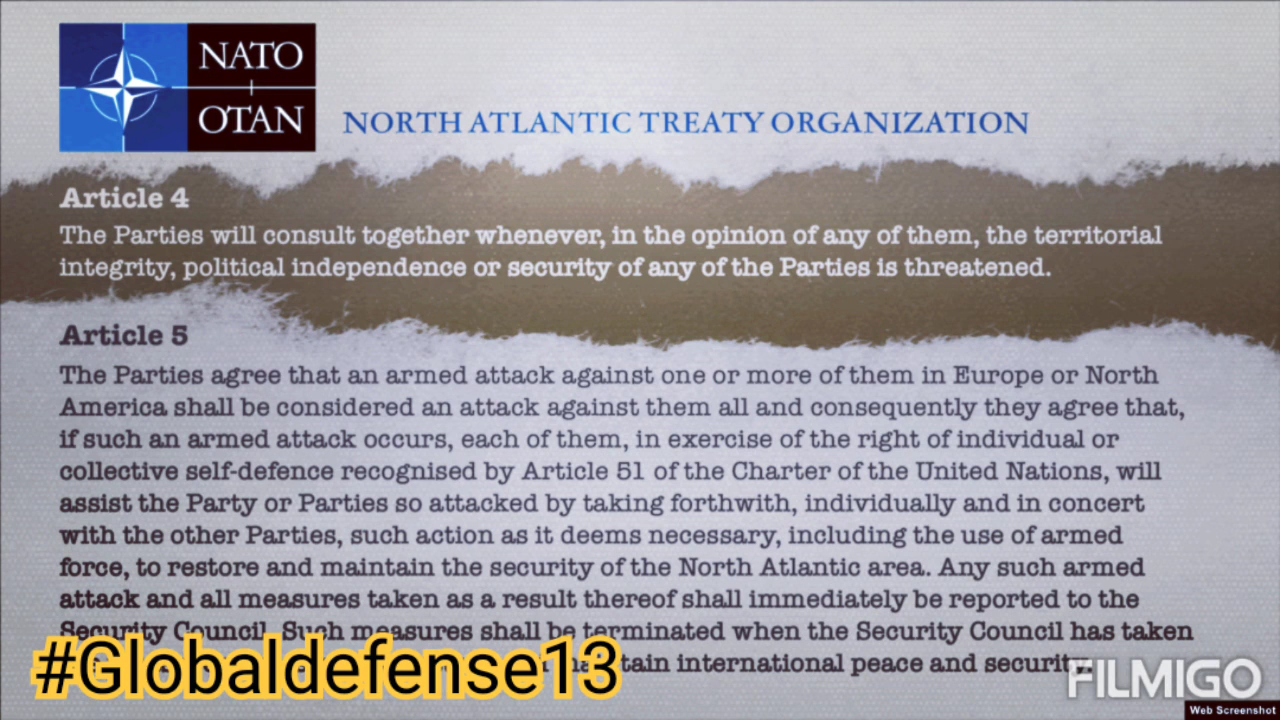 NATO
OTAN
NORTH ATLANTIC TREATY ORGANIZATION
Article 4
The Parties will consult together whenever, in the opinion of any of them, the territorial
integrity, political independence or security of any of the Parties is threatened.
Article 5
The Parties agree that an armed attack against one or more of them in Europe or North
America shall be considered an attack against them all and consequently they agree that,
if such an armed attack occurs, each of them, in exercise of the right of individual or
collective self-defence recognised by Article 51 of the Charter of the United Nations, will
assist the Party or Parties so attacked by taking forthwith, individually and in concert
with the other Parties, such action as it deems necessary, including the use of armed
force, to restore and maintain the security of the North Atlantic area. Any such armed
attack and all measures taken as a result thereof shall immediately be reported to the
Security Council. Such measures shall be terminated when the Security Council has taken
international peace and security.
#Globaldefense13
FILMIGO
Web Screenshot